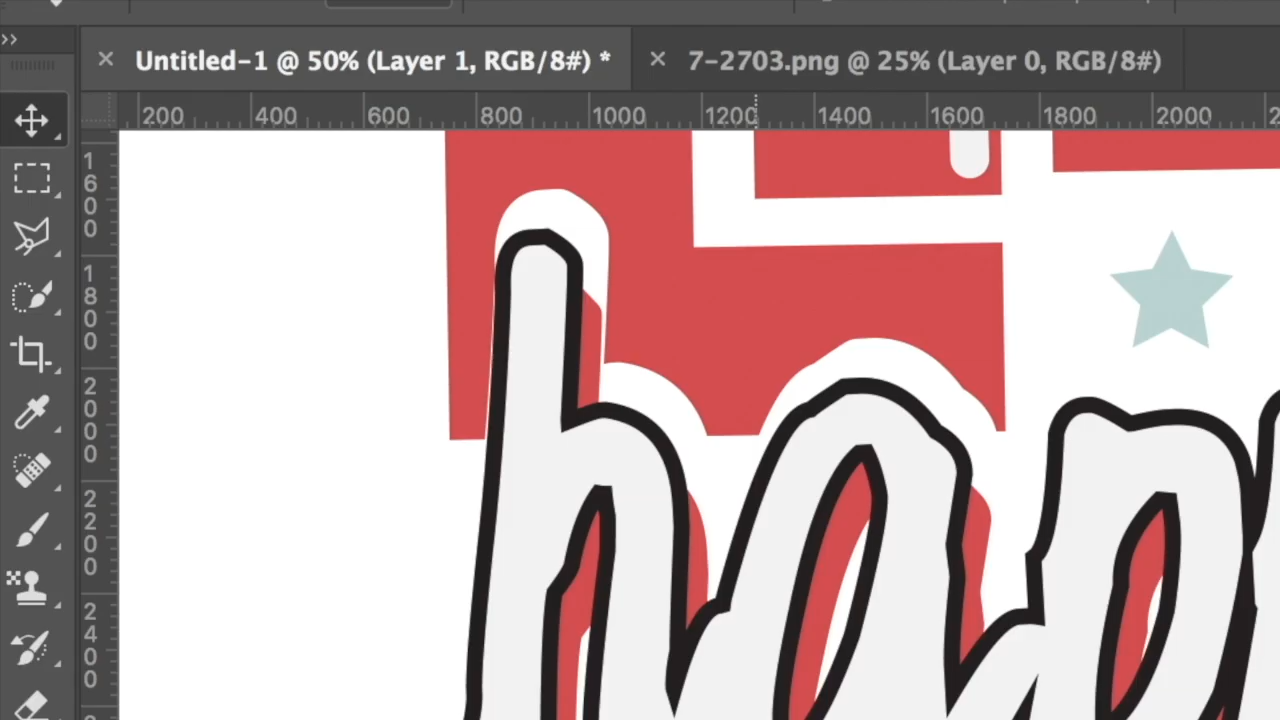 Untitled-1 @ 50% (Layer 1, RGB/8#) *
7-2703.png @ 25% (Layer 0, RGB/8#)
200 400 600 800 1000 1200 1400 1600 1800 2000
1600
1800
2000
2200
2400